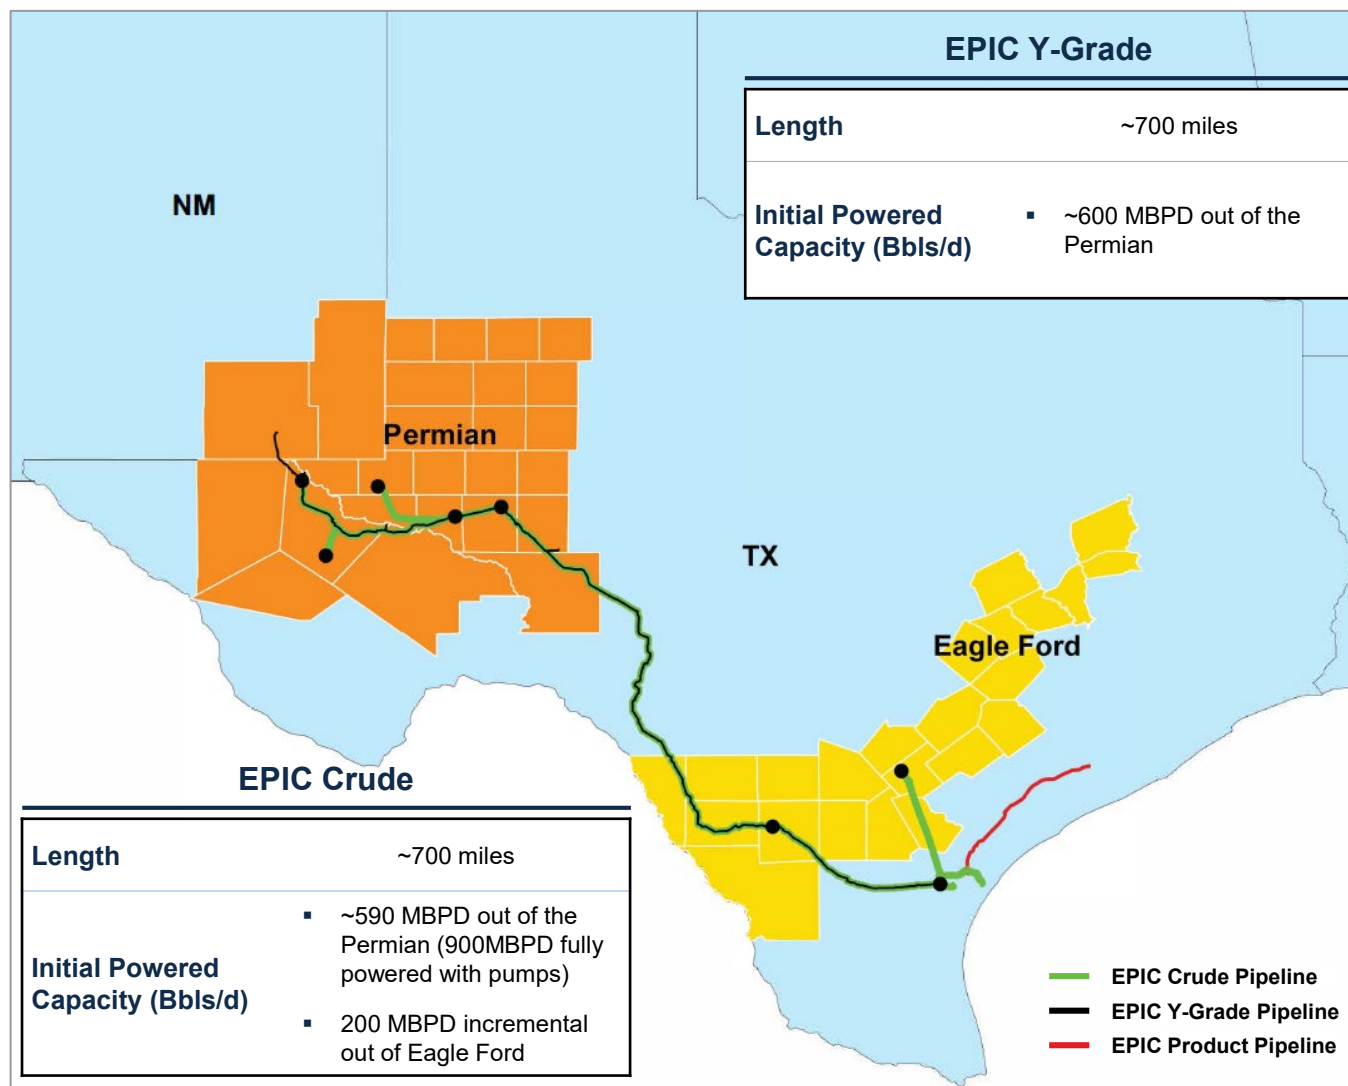 EPIC Y-Grade
Length
~700 miles
Initial Powered
Capacity (Bbls/d)
▪ ~600 MBPD out of the
Permian
NM
Permian
TX
Eagle Ford
EPIC Crude
Length
~700 miles
Initial Powered
Capacity (Bbls/d)
▪ ~590 MBPD out of the
Permian (900MBPD fully
powered with pumps)
▪ 200 MBPD incremental
out of Eagle Ford
EPIC Crude Pipeline
EPIC Y-Grade Pipeline
EPIC Product Pipeline